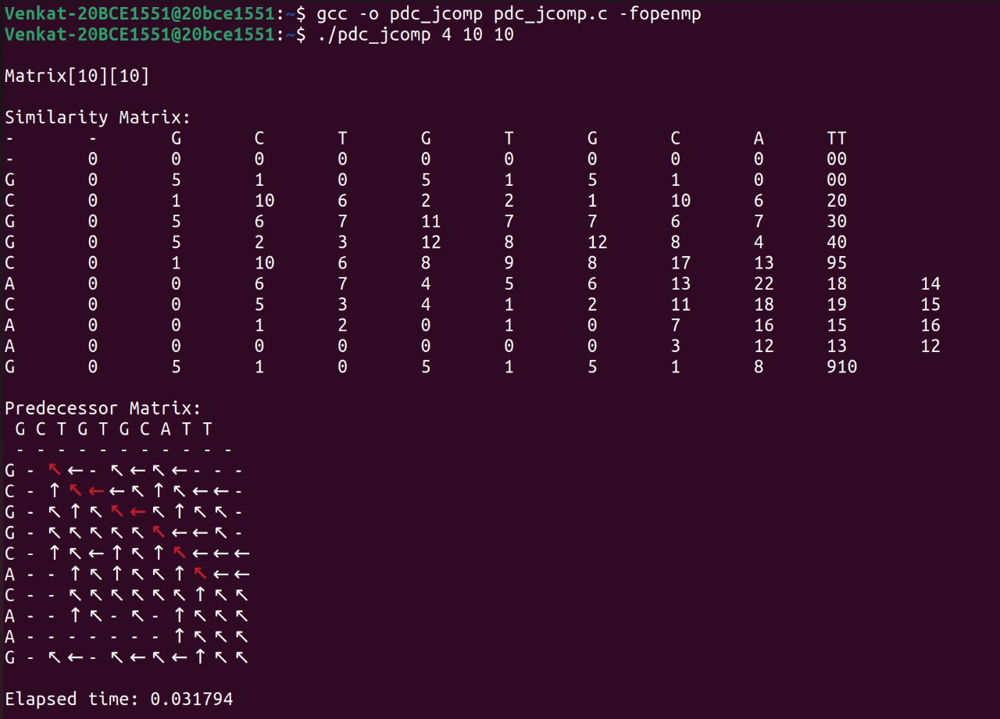 Venkat-20BCE1551@20bce1551:~$ gcc -o pdc_jcomp pdc_jcomp.c -fopenmp
Venkat-20BCE1551@20bce1551:~$ ./pdc_jcomp 4 10 10
Matrix[10][10]
Similarity Matrix:
- - G C T G T G C A TT
- 0 0 0 0 0 0 0 0 0 00
G 0 5 1 0 5 1 5 1 0 00
C 0 1 10 6 2 2 1 10 6 20
G 0 5 6 7 11 7 7 6 7 30
G 0 5 2 3 12 8 12 8 4 40
C 0 1 10 6 8 9 8 17 13 95
A 0 0 6 7 4 5 6 13 22 18 14
C 0 0 5 3 4 1 2 11 18 19 15
A 0 0 1 2 0 1 0 7 16 15 16
A 0 0 0 0 0 0 0 3 12 13 12
G 0 5 1 0 5 1 5 1 8 910
Predecessor Matrix:
G C T G T G C A T T
- - - - - - - - - - -
G - ↖ ← - ↖ ← ↖ ← - - -
C - ↑ ↖ ← ← ↖ ↑ ↖ ← ← -
G - ↖ ↑ ↖ ↖ ← ↖ ↑ ↖ ↖ -
G - ↖ ↖ ↖ ↖ ↖ ↖ ← ← ↖ -
C - ↑ ↖ ← ↑ ↖ ↑ ↖ ← ← ←
A - - ↑ ↖ ↑ ↖ ↖ ↑ ↖ ← ←
C - - ↖ ↖ ↖ ↖ ↖ ↖ ↑ ↖ ↖
A - - ↑ ↖ - ↖ - ↑ ↖ ↖ ↖
A - - - - - - - ↑ ↖ ↖ ↖
G - ↖ ← - ↖ ← ↖ ← ↑ ↖ ↖
Elapsed time: 0.031794